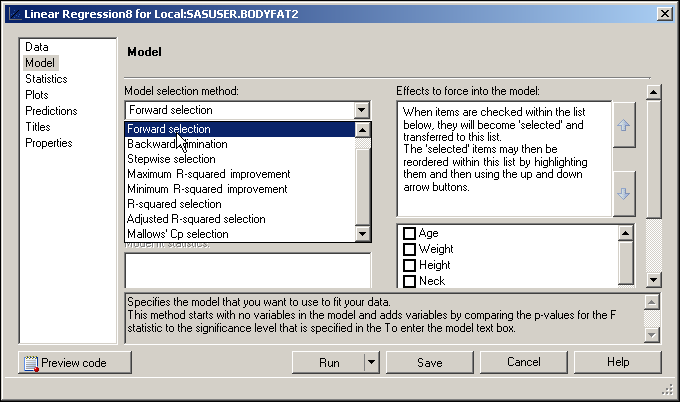 Linear Regression8 for Local:SASUSER.BODYFAT2
Data
Model
Statistics
Plots
Predictions
Titles
Properties
Model
Model selection method:
Forward selection
Forward selection
Backward elimination
Stepwise selection
Maximum R-squared improvement
Minimum R-squared improvement
R-squared selection
Adjusted R-squared selection
Mallows' Cp selection
Model fit statistics:
Effects to force into the model:
When items are checked within the list
below, they will become 'selected' and
transferred to this list.
The 'selected' items may then be
reordered within this list by highlighting
them and then using the up and down
arrow buttons.
Age
Weight
Height
Neck
Specifies the model that you want to use to fit your data.
This method starts with no variables in the model and adds variables by comparing the p-values for the F
statistic to the significance level that is specified in the To enter the model text box.
Preview code
Run
Save
Cancel
Help